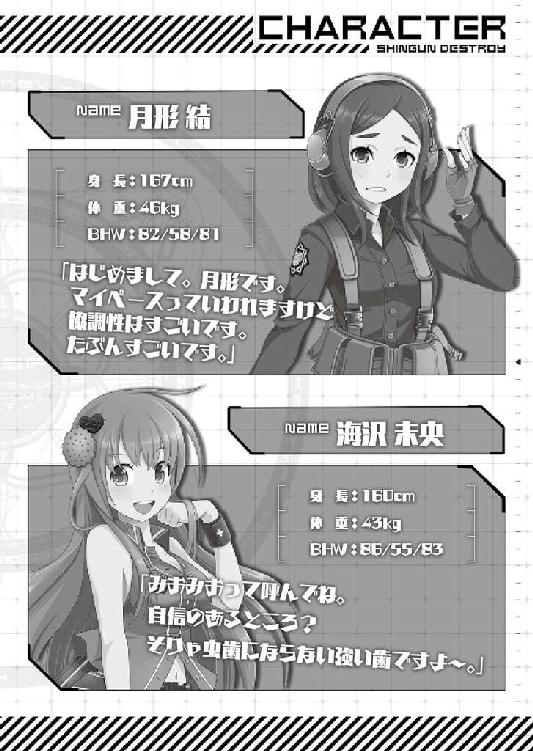 CHARACTER
SHINGUN DESTROY
Name 月形 結
身 長：167cm
体 重：46kg
BHW：82/58/81
「はじめまして。月形です。
マイペースっていわれますけど
協調性はすごいです。
たぶんすごいです。」
Name 海沢 未央
身 長：160cm
体 重：43kg
BHW：86/55/83
「みおみおって呼んでね。
自信のあるところ？
そりゃ虫歯にならない強い歯ですよ〜。」